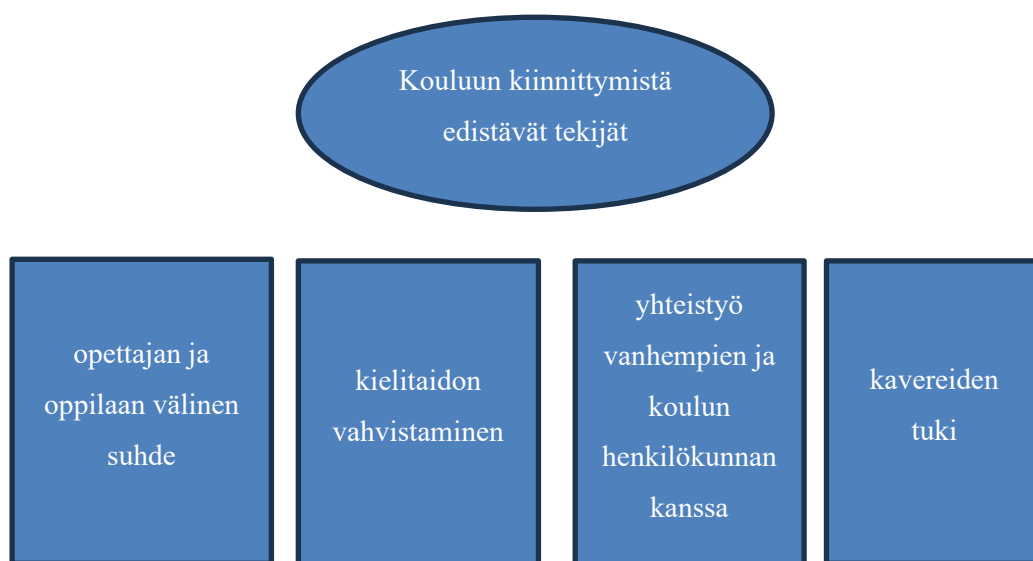 Kouluun kiinnittymistä
edistävät tekijät
opettajan ja
oppilaan välinen
suhde
kielitaidon
vahvistaminen
yhteistyö
vanhempien ja
koulun
henkilökunnan
kanssa
kavereiden
tuki